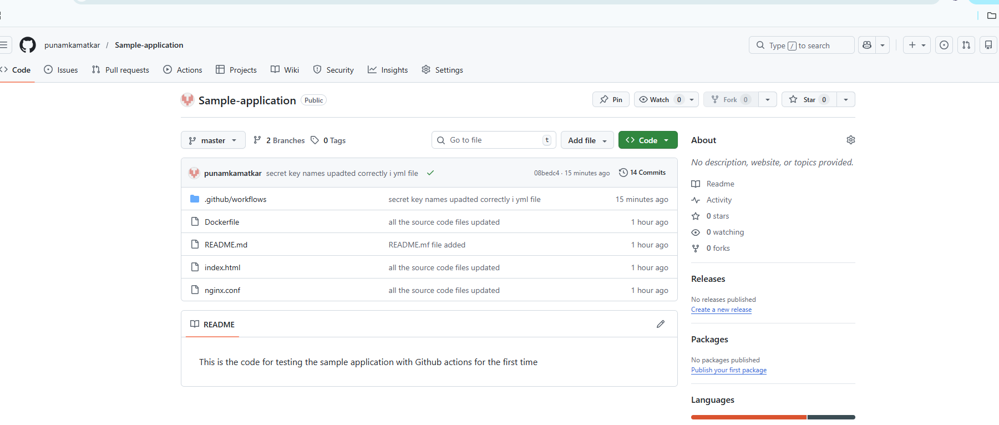 punamkamatkar / Sample-application
Type / to search
Code Issues Pull requests Actions Projects Wiki Security Insights Settings
Sample-application Public
Pin Watch 0 Fork 0 Star 0
master 2 Branches 0 Tags Go to file t Add file Code
punamkamatkar secret key names upadted correctly i yml file 08bedc4 · 15 minutes ago 14 Commits
.github/workflows secret key names upadted correctly i yml file 15 minutes ago
Dockerfile all the source code files updated 1 hour ago
README.md README.mf file added 1 hour ago
index.html all the source code files updated 1 hour ago
nginx.conf all the source code files updated 1 hour ago
README
This is the code for testing the sample application with Github actions for the first time
About
No description, website, or topics provided.
Readme
Activity
0 stars
0 watching
0 forks
Releases
No releases published
Create a new release
Packages
No packages published
Publish your first package
Languages